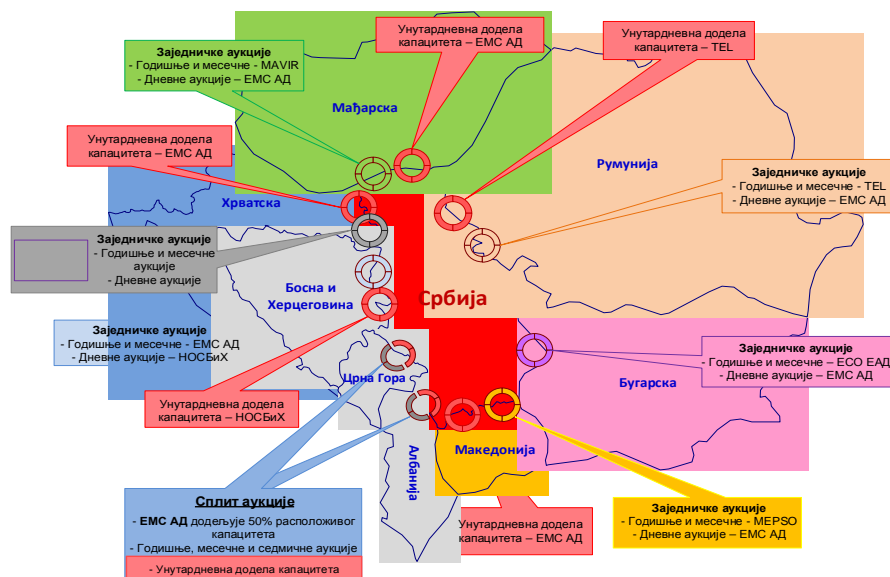 Унутардневна додела
капацитета – ЕМС АД
Унутардневна додела
капацитета – TEL
Заједничке аукције
- Годишње и месечне - MAVIR
- Дневне аукције – ЕМС АД
Мађарска
Унутардневна додела
капацитета – ЕМС АД
Румунија
Заједничке аукције
- Годишње и месечне - TEL
- Дневне аукције – ЕМС АД
Хрватска
Заједничке аукције
- Годишње и месечне
аукције
- Дневне аукције
Босна и
Херцеговина
Србија
Заједничке аукције
- Годишње и месечне - ЕМС АД
- Дневне аукције – НОСБиХ
Заједничке аукције
- Годишње и месечне – ЕСО ЕАД
- Дневне аукције – ЕМС АД
Црна Гора
Бугарска
Унутардневна додела
капацитета – НОСБиХ
Македонија
Албанија
Сплит аукције
- ЕМС АД додељује 50% расположивог
капацитета
- Годишње, месечне и седмичне аукције
- Унутардневна додела капацитета
Унутардневна додела
капацитета – ЕМС АД
Заједничке аукције
- Годишње и месечне - MEPSO
- Дневне аукције – ЕМС АД